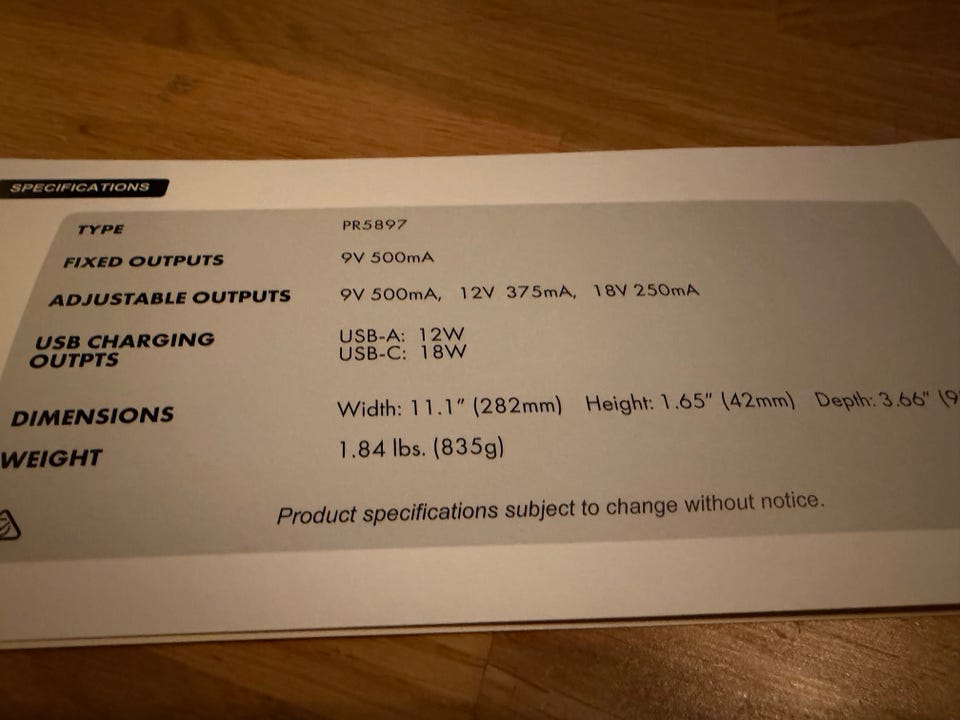 SPECIFICATIONS
TYPE PR5897
FIXED OUTPUTS 9V 500mA
ADJUSTABLE OUTPUTS 9V 500mA, 12V 375mA, 18V 250mA
USB CHARGING USB-A: 12W
OUTPTS USB-C: 18W
DIMENSIONS Width: 11.1" (282mm) Height: 1.65" (42mm) Depth: 3.66" (9
WEIGHT 1.84 lbs. (835g)
Product specifications subject to change without notice.